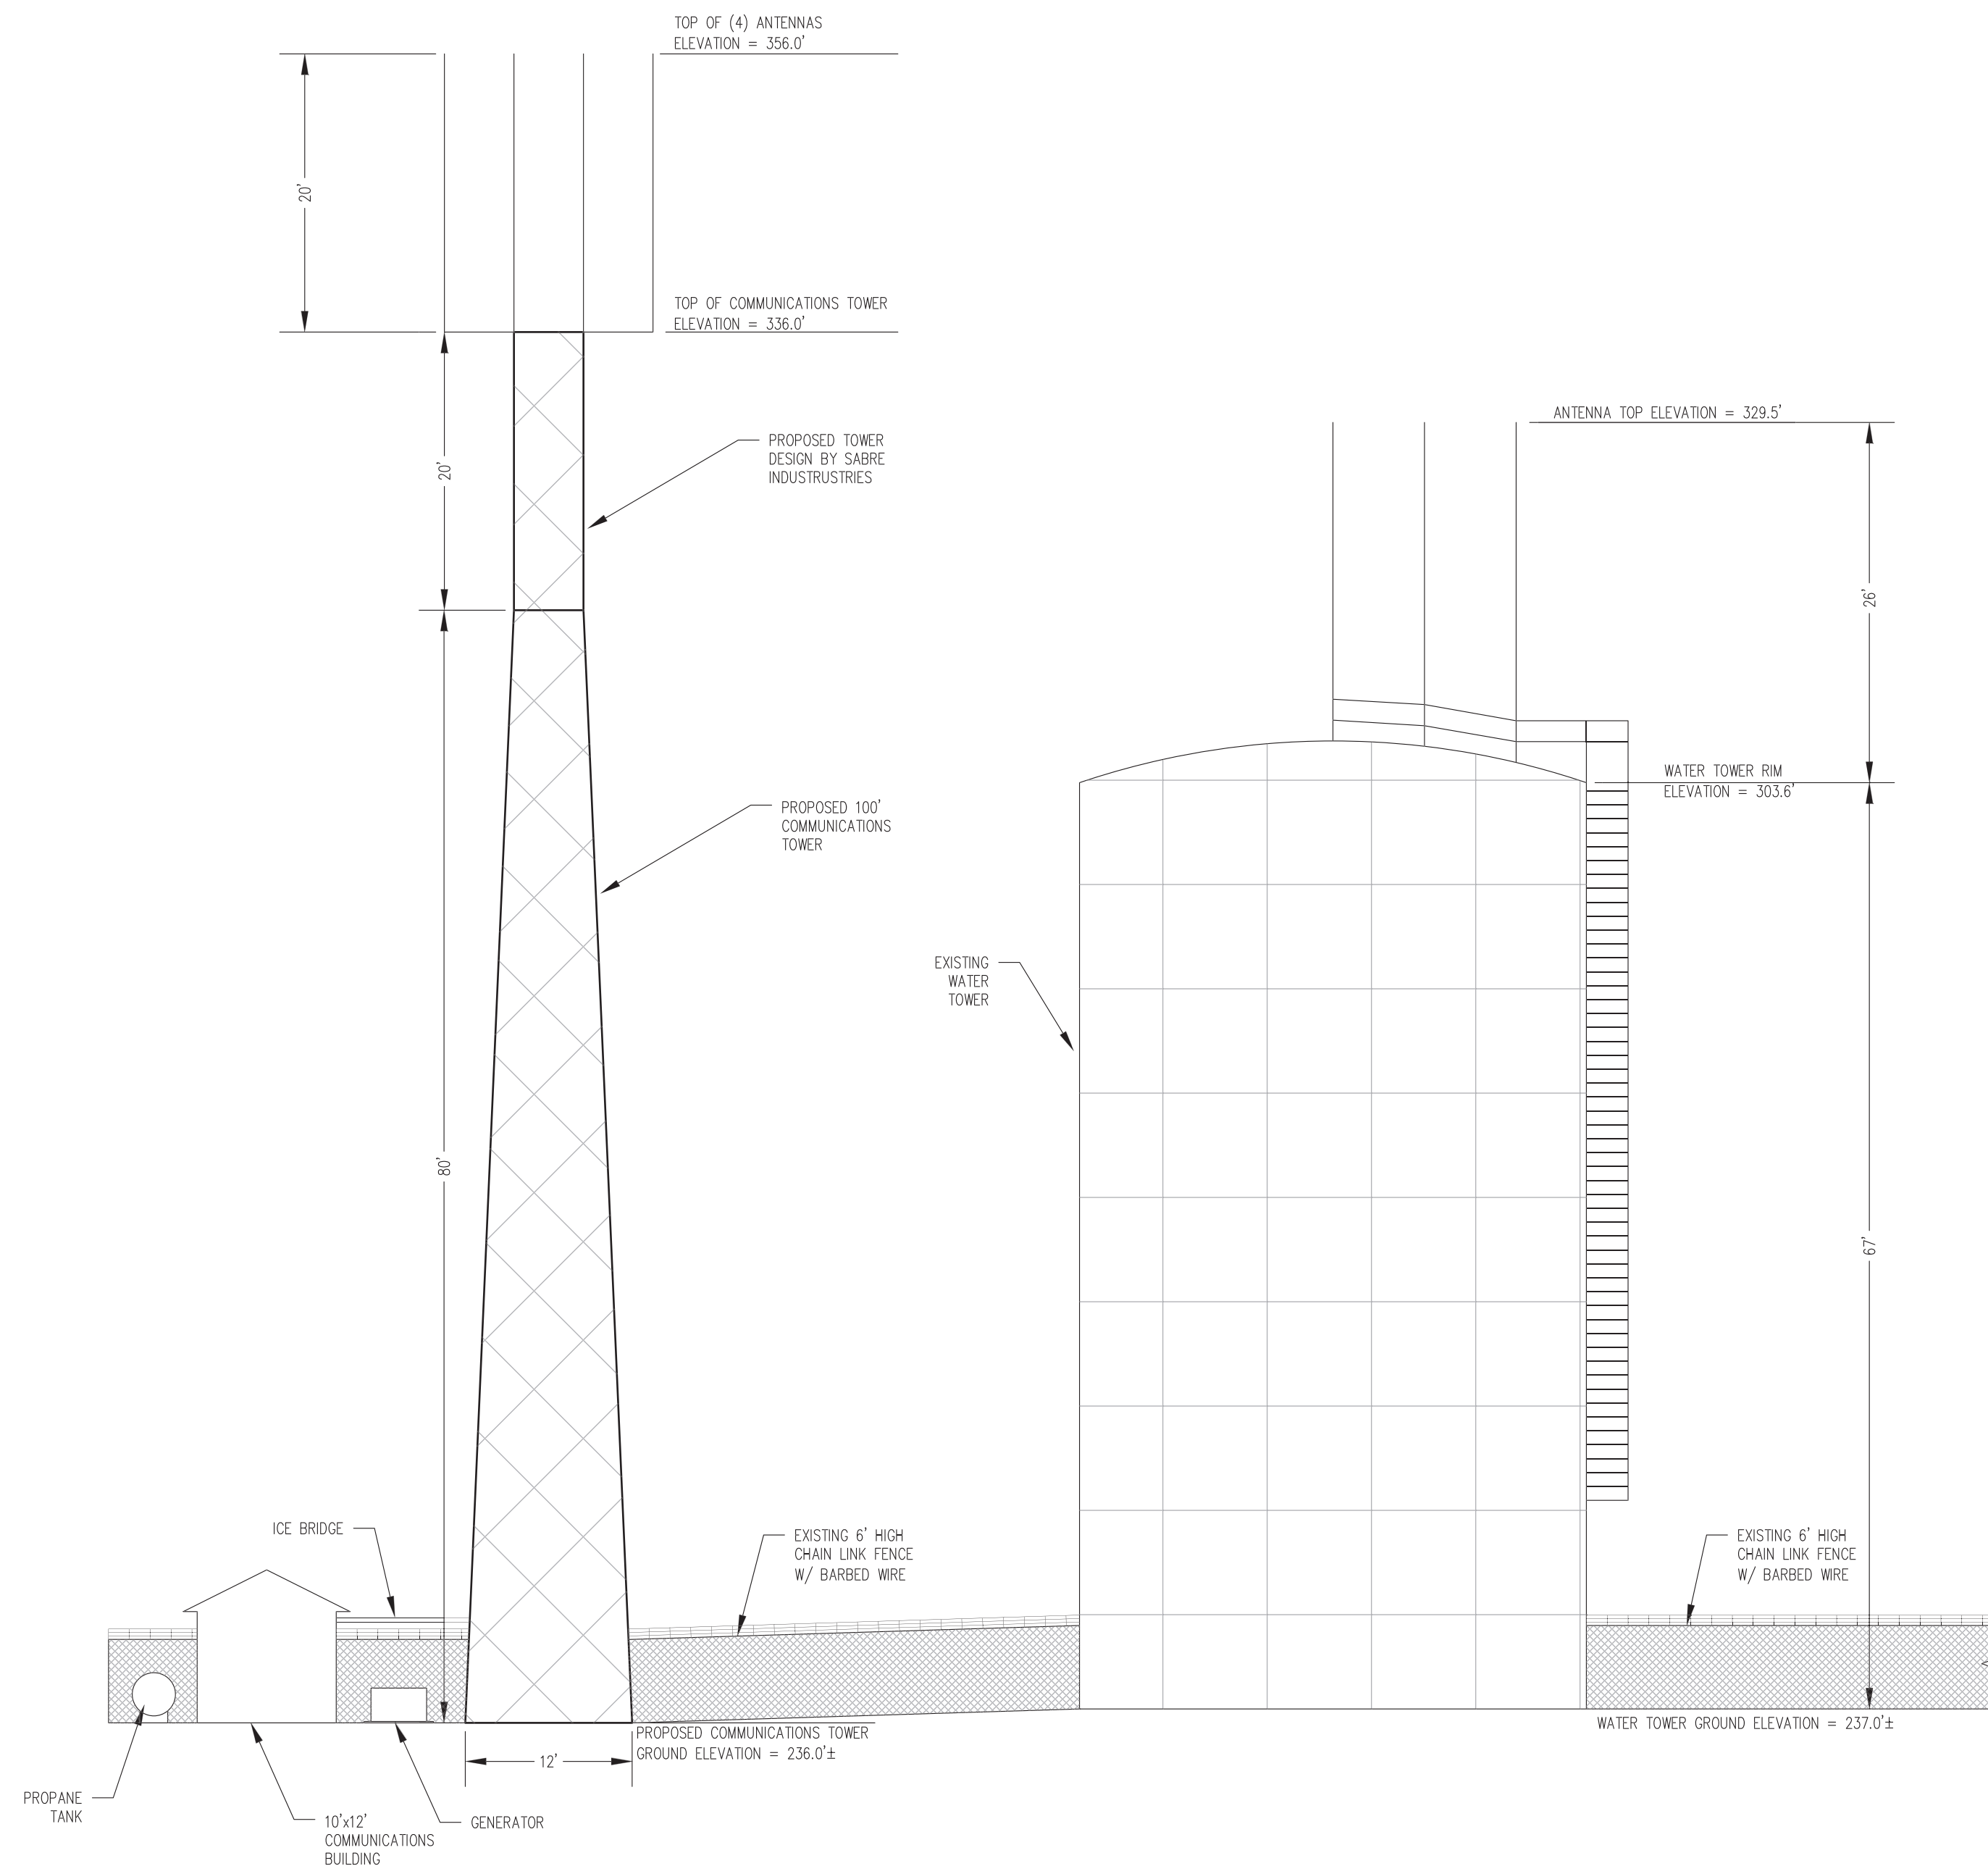 TOP OF (4) ANTENNAS
ELEVATION = 356.0'
20'
TOP OF COMMUNICATIONS TOWER
ELEVATION = 336.0'
20'
PROPOSED TOWER
DESIGN BY SABRE
INDUSTRUSTRIES
ANTENNA TOP ELEVATION = 329.5'
26'
WATER TOWER RIM
ELEVATION = 303.6'
PROPOSED 100'
COMMUNICATIONS
TOWER
EXISTING
WATER
TOWER
80'
67'
ICE BRIDGE
EXISTING 6' HIGH
CHAIN LINK FENCE
W/ BARBED WIRE
EXISTING 6' HIGH
CHAIN LINK FENCE
W/ BARBED WIRE
WATER TOWER GROUND ELEVATION = 237.0'±
PROPOSED COMMUNICATIONS TOWER
GROUND ELEVATION = 236.0'±
12'
PROPANE
TANK
10'x12'
COMMUNICATIONS
BUILDING
GENERATOR